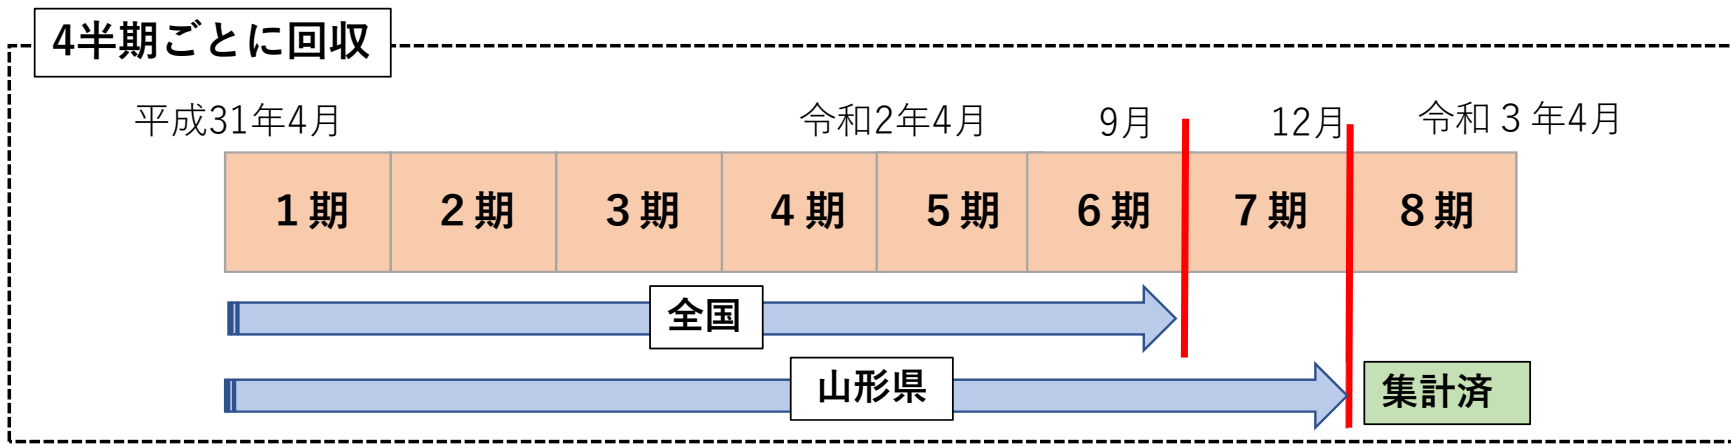 4半期ごとに回収
平成31年4月 令和2年4月 9月 12月 令和３年4月
１期 ２期 ３期 ４期 ５期 ６期 ７期 ８期
全国
山形県 集計済